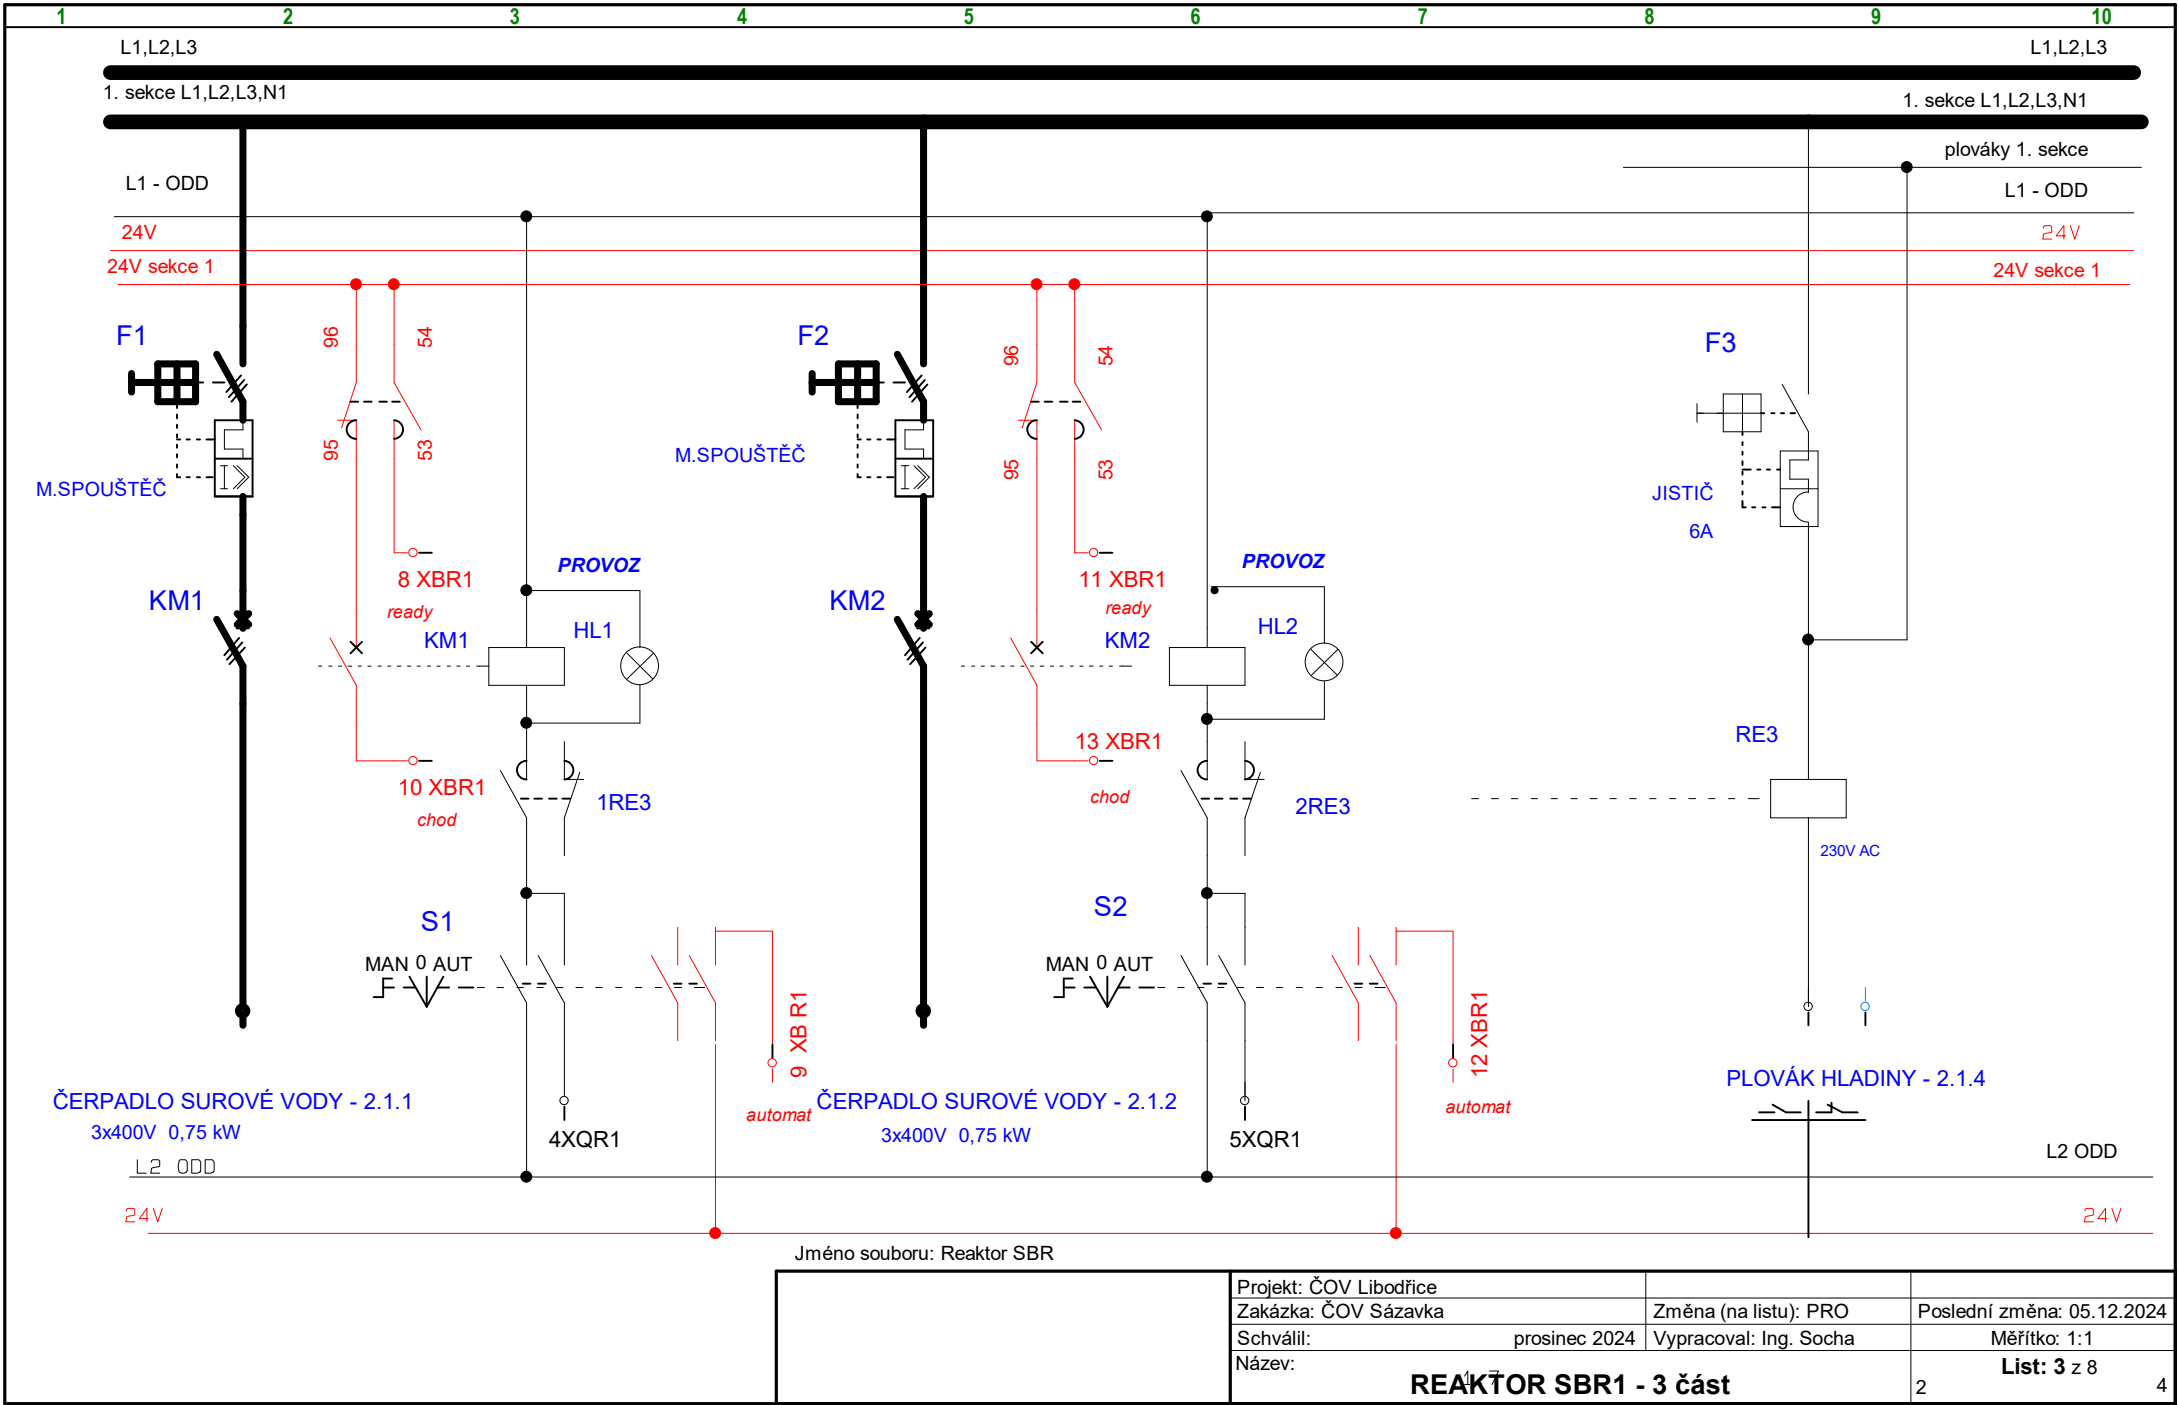 1 2 3 4 5 6 7 8 9 10
L1,L2,L3 L1,L2,L3
1. sekce L1,L2,L3,N1 1. sekce L1,L2,L3,N1
plováky 1. sekce
L1 - ODD L1 - ODD
24V 24V
24V sekce 1 24V sekce 1
F1 96 54 F2 96 54 F3
95 53 95 53
M.SPOUŠTĚČ M.SPOUŠTĚČ JISTIČ
6A
PROVOZ PROVOZ
8 XBR1 11 XBR1
ready ready
KM1 KM1 HL1 KM2 KM2 HL2
RE3
10 XBR1 13 XBR1
chod chod
1RE3 2RE3
230V AC
S1 S2
MAN 0 AUT MAN 0 AUT
9 XB R1 12 XBR1
automat automat
PLOVÁK HLADINY - 2.1.4
ČERPADLO SUROVÉ VODY - 2.1.1 ČERPADLO SUROVÉ VODY - 2.1.2
3x400V 0,75 kW 3x400V 0,75 kW
4XQR1 5XQR1
L2 ODD L2 ODD
24V 24V
Jméno souboru: Reaktor SBR
Projekt: ČOV Libodřice
Zakázka: ČOV Sázavka Změna (na listu): PRO Poslední změna: 05.12.2024
Schválil: prosinec 2024 Vypracoval: Ing. Socha Měřítko: 1:1
Název: List: 3 z 8
REAKTOR SBR1 - 3 část 2 4